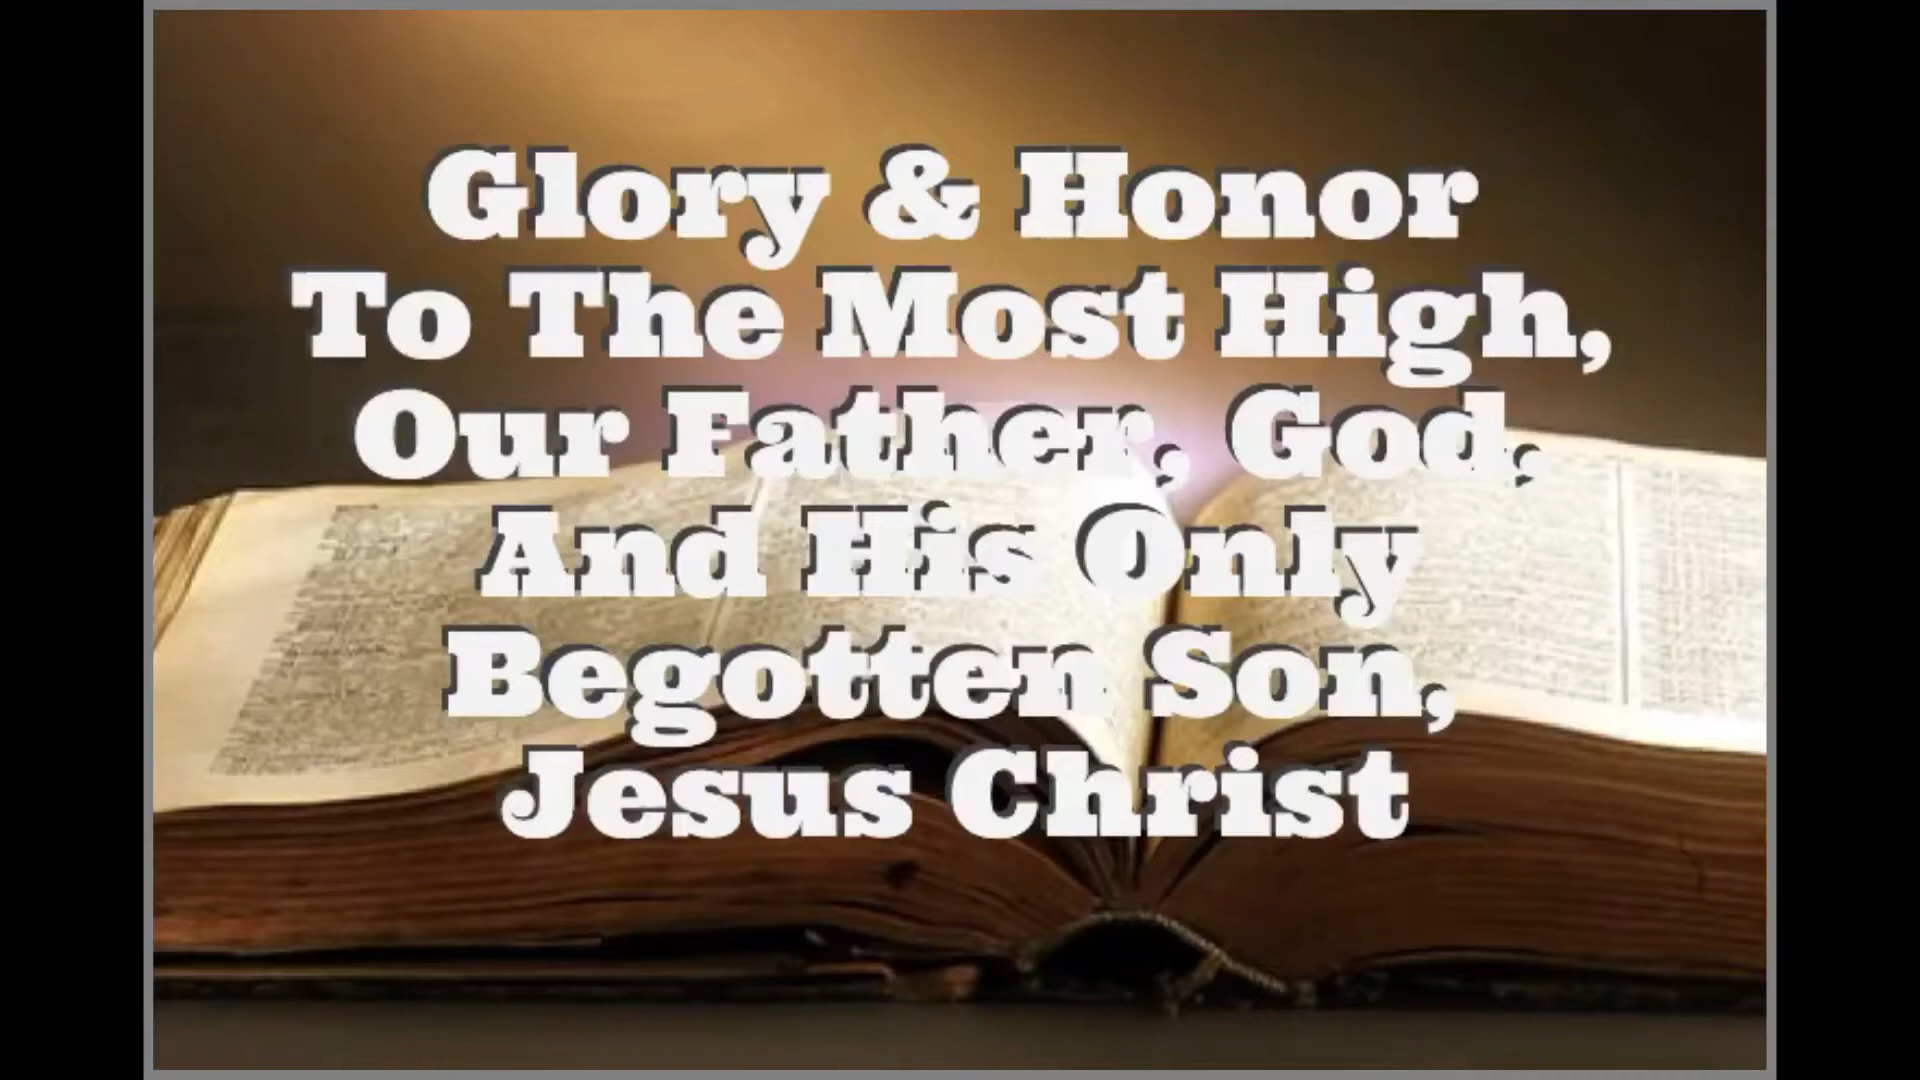 Glory & Honor
To The Most High,
Our Father, God,
And His Only
Begotten Son,
Jesus Christ